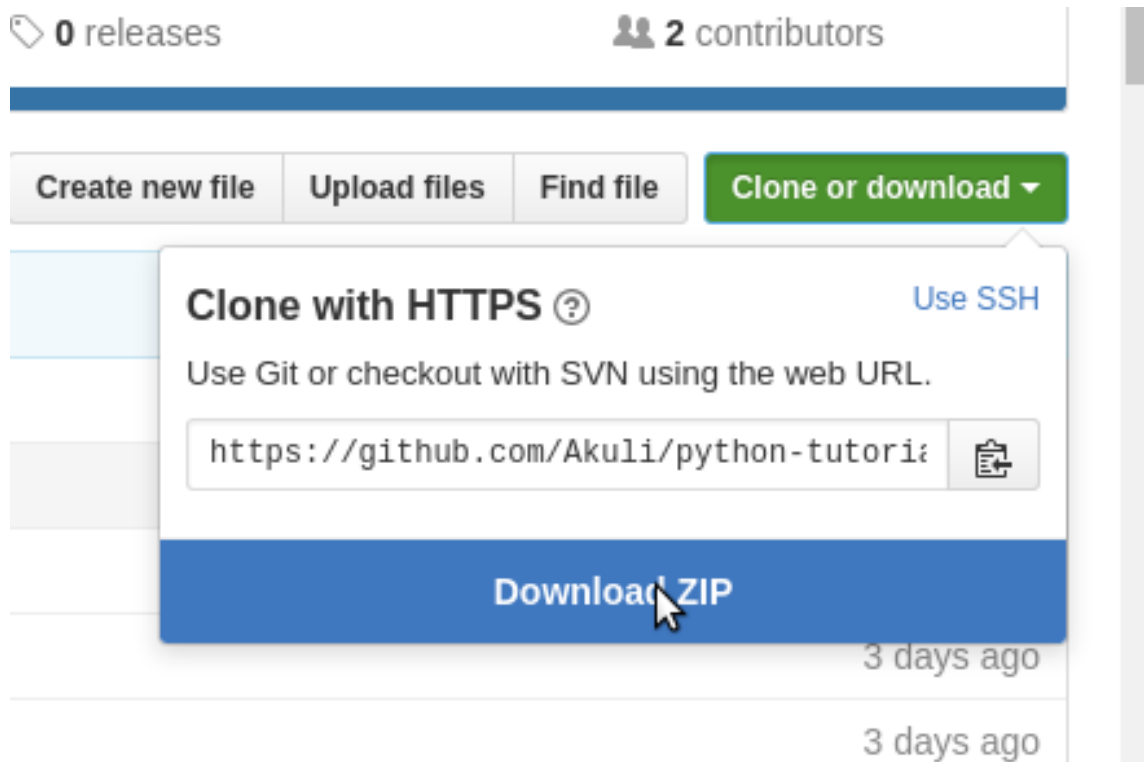 0 releases 2 contributors
Create new file Upload files Find file Clone or download
Clone with HTTPS Use SSH
Use Git or checkout with SVN using the web URL.
https://github.com/Akuli/python-tutoria
Download ZIP
3 days ago
3 days ago